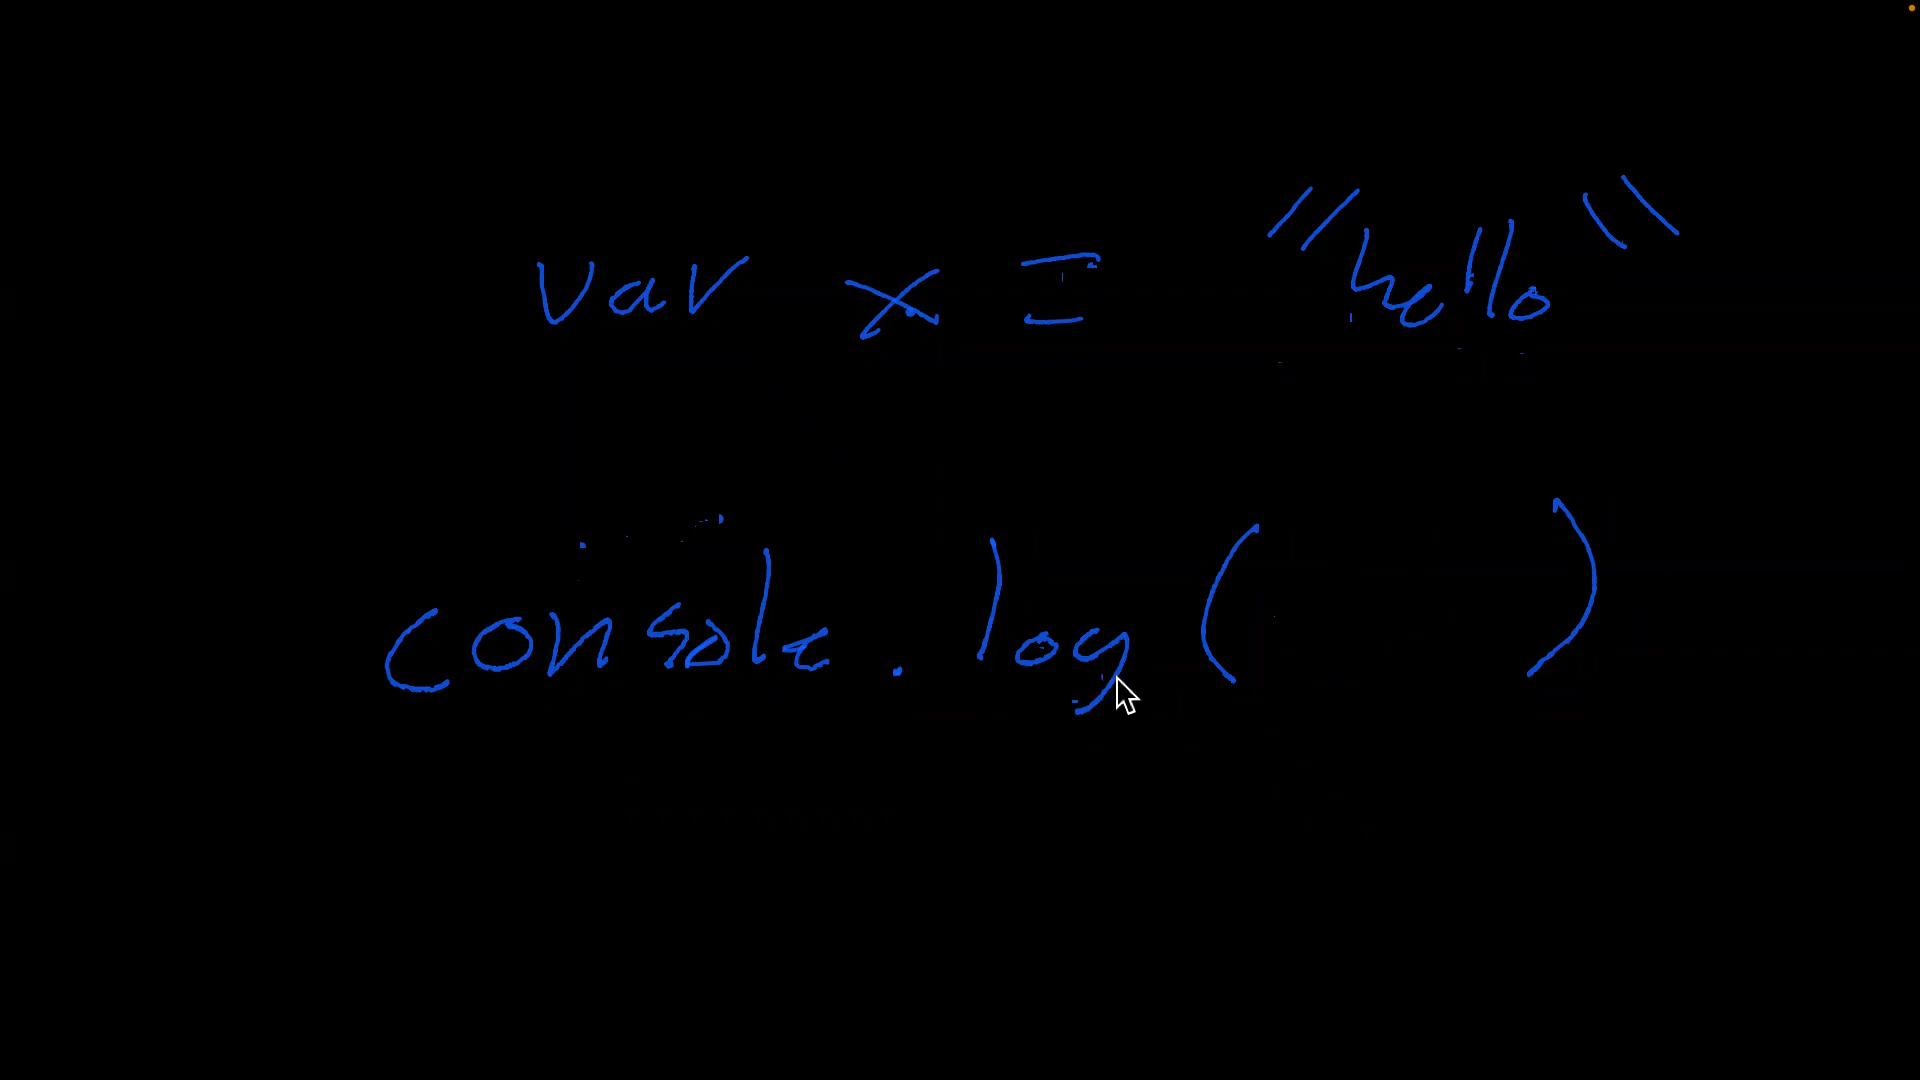 var x = "hello"
console.log( )